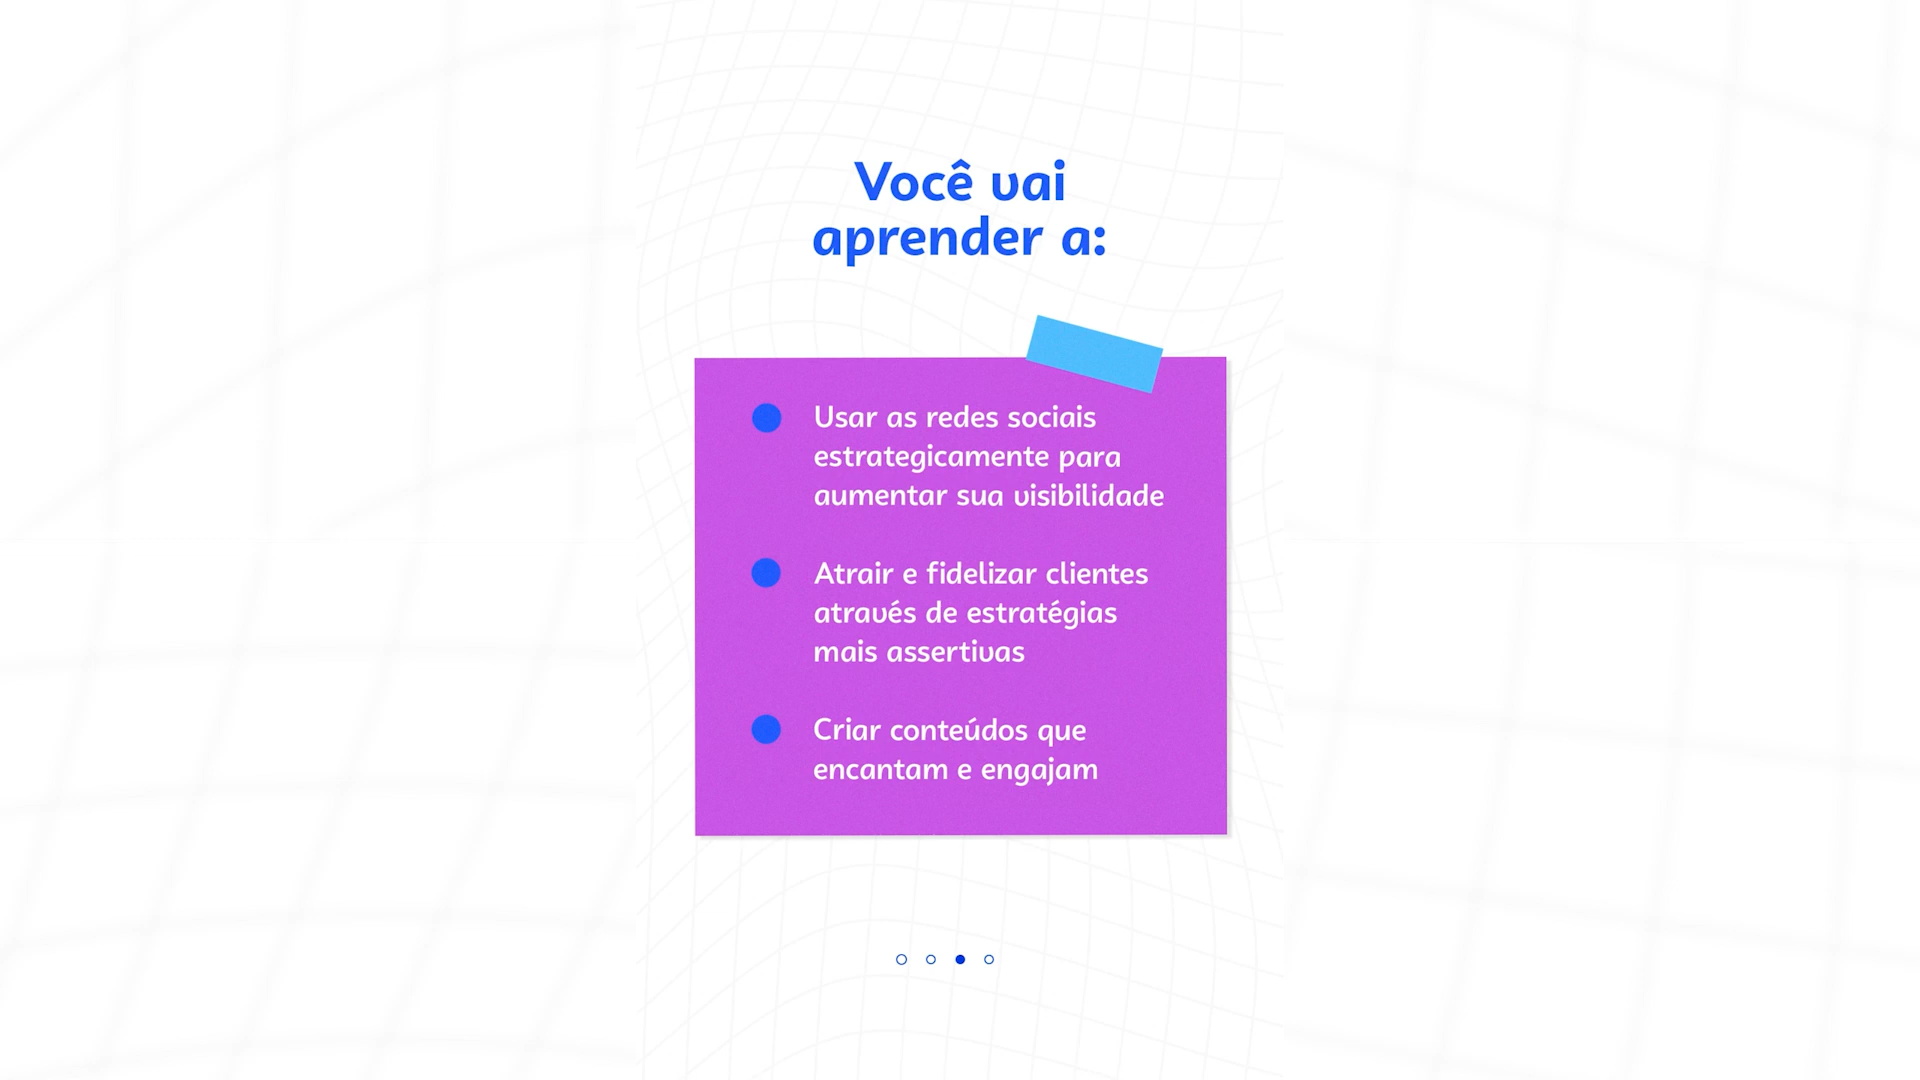 Você vai
aprender a:
Usar as redes sociais
estrategicamente para
aumentar sua visibilidade
Atrair e fidelizar clientes
através de estratégias
mais assertivas
Criar conteúdos que
encantam e engajam